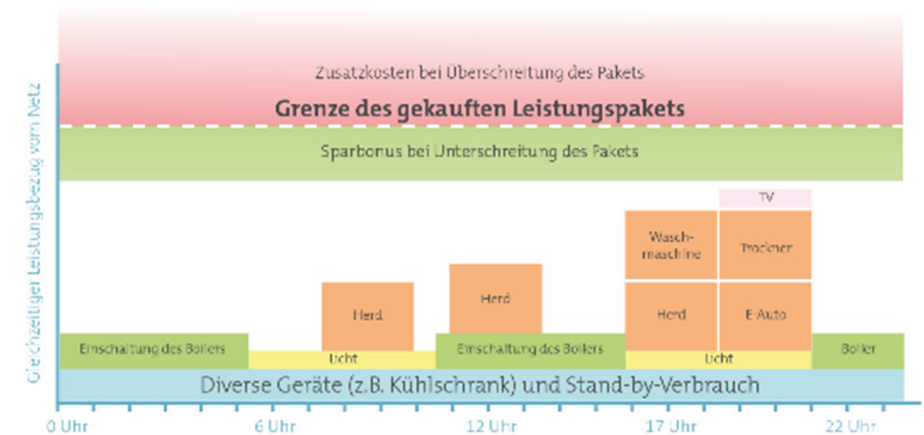 Zusatzkosten bei Überschreitung des Pakets
Grenze des gekauften Leistungspakets
Sparbonus bei Unterschreitung des Pakets
Gleichzeitiger Leistungsbezug vom Netz
TV
Wasch-
maschine
Trockner
Herd
Herd
Herd
E-Auto
Einschaltung des Boilers
Licht
Einschaltung des Boilers
Licht
Boiler
Diverse Geräte (z.B. Kühlschrank) und Stand-by-Verbrauch
0 Uhr
6 Uhr
12 Uhr
17 Uhr
22 Uhr